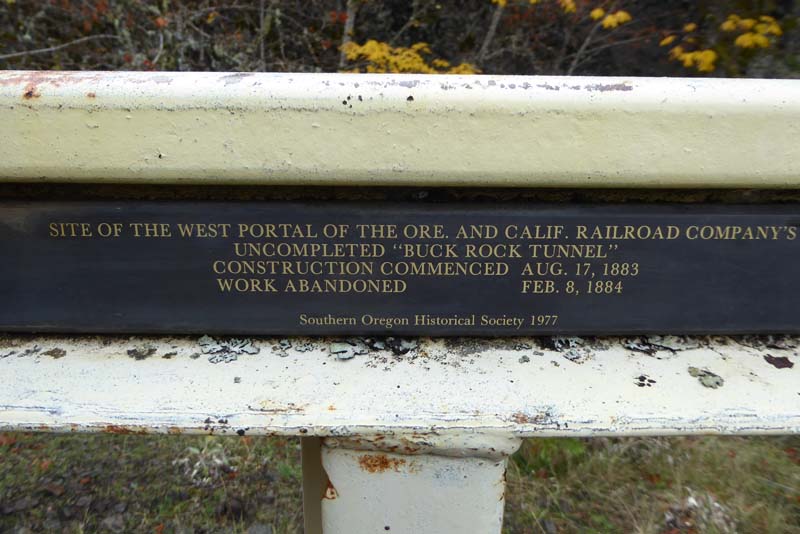 SITE OF THE WEST PORTAL OF THE ORE. AND CALIF. RAILROAD COMPANY'S
UNCOMPLETED “BUCK ROCK TUNNEL”
CONSTRUCTION COMMENCED AUG. 17, 1883
WORK ABANDONED FEB. 8, 1884
Southern Oregon Historical Society 1977